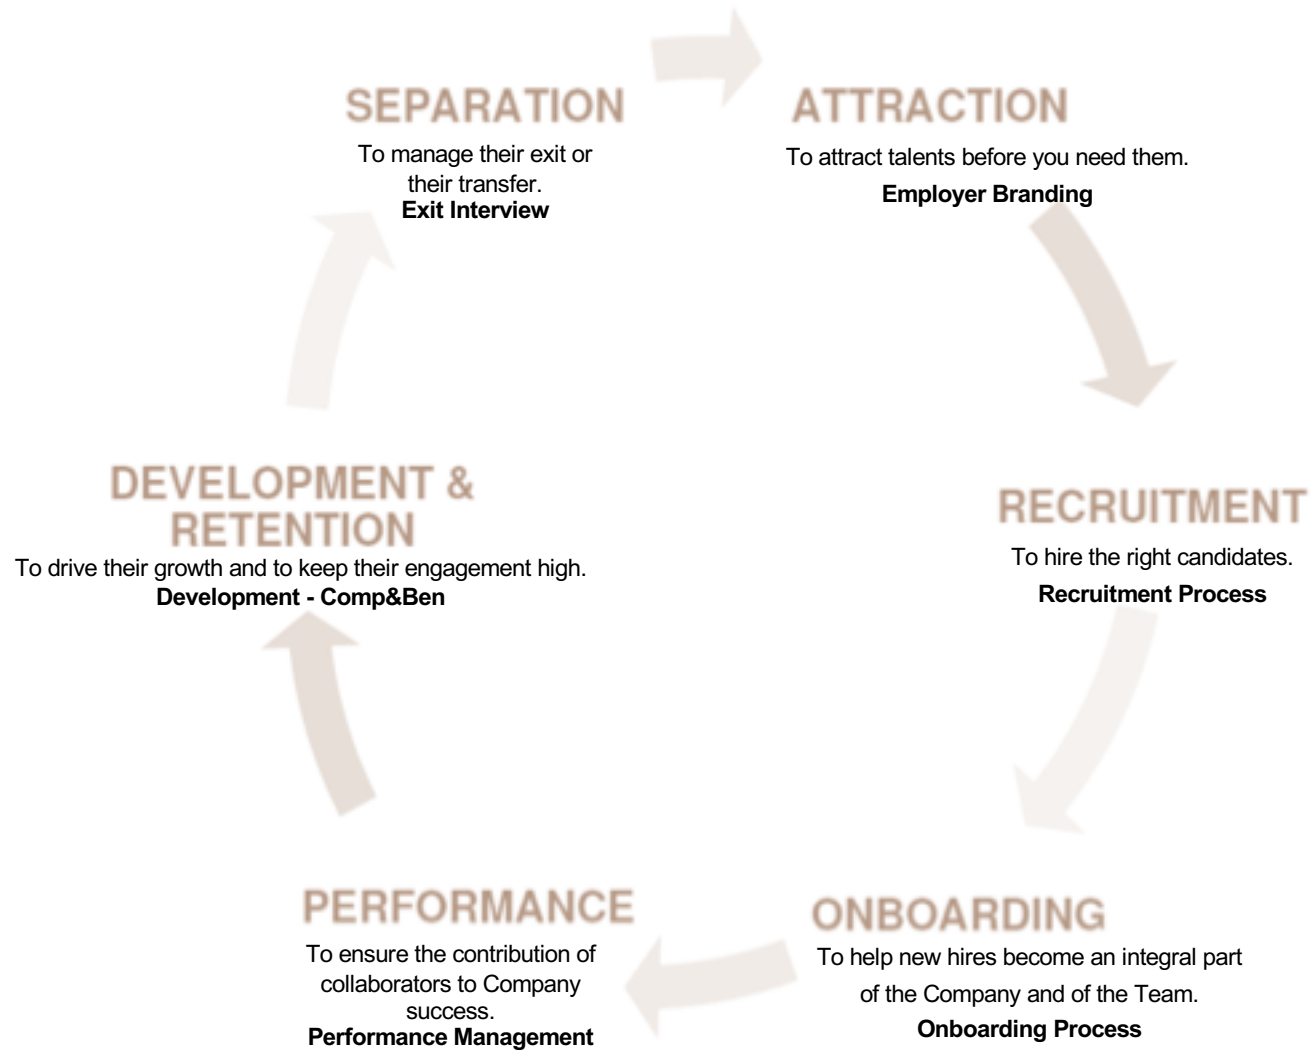 SEPARATION
To manage their exit or
their transfer.
Exit Interview
ATTRACTION
To attract talents before you need them.
Employer Branding
RECRUITMENT
To hire the right candidates.
Recruitment Process
ONBOARDING
To help new hires become an integral part
of the Company and of the Team.
Onboarding Process
PERFORMANCE
To ensure the contribution of
collaborators to Company
success.
Performance Management
DEVELOPMENT &
RETENTION
To drive their growth and to keep their engagement high.
Development - Comp&Ben